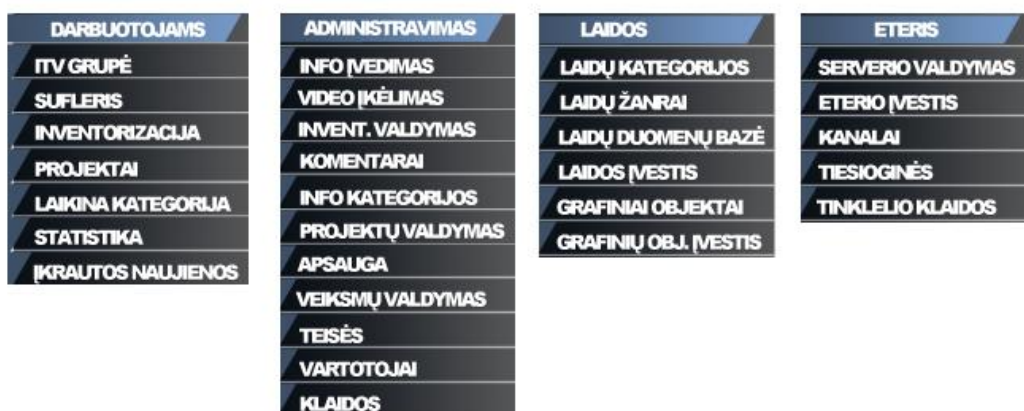 DARBUOTOJAMS
ITV GRUPĖ
SUFLERIS
INVENTORIZACIJA
PROJEKTAI
LAIKINA KATEGORIJA
STATISTIKA
ĮKRAUTOS NAUJIENOS
ADMINISTRAVIMAS
INFO ĮVEDIMAS
VIDEO ĮKĖLIMAS
INVENT. VALDYMAS
KOMENTARAI
INFO KATEGORIJOS
PROJEKTŲ VALDYMAS
APSAUGA
VEIKSMŲ VALDYMAS
TEISĖS
VARTOTOJAI
KLAIDOS
LAIDOS
LAIDŲ KATEGORIJOS
LAIDŲ ŽANRAI
LAIDŲ DUOMENŲ BAZĖ
LAIDOS ĮVESTIS
GRAFINIAI OBJEKTAI
GRAFINIŲ OBJ. ĮVESTIS
ETERIS
SERVERIO VALDYMAS
ETERIO ĮVESTIS
KANALAI
TIESIOGINĖS
TINKLELIO KLAIDOS